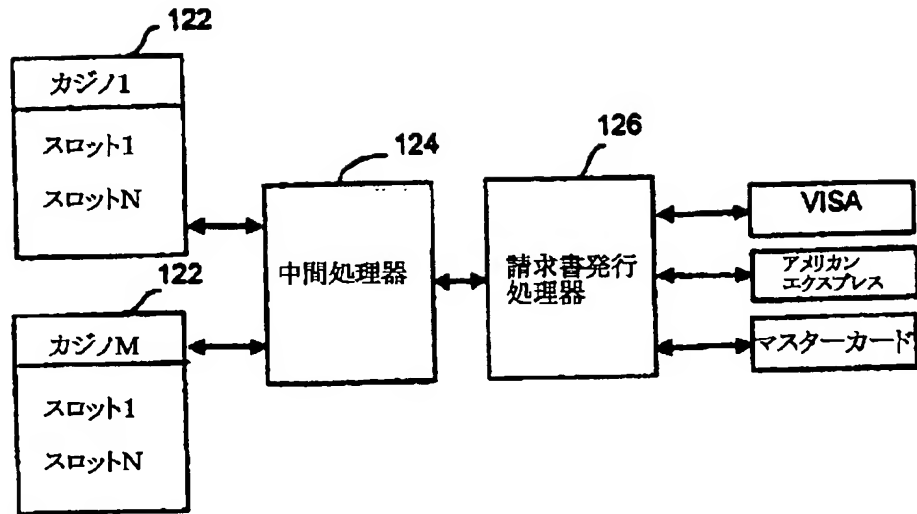 122
カジノ1
スロット1
スロットN
122
カジノM
スロット1
スロットN
124
中間処理器
126
請求書発行
処理器
VISA
アメリカン
エクスプレス
マスターカード